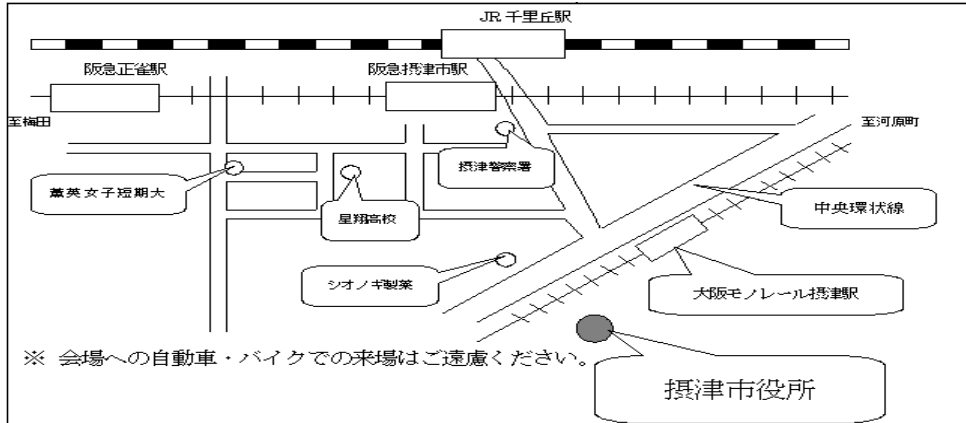 JR 千里丘駅
阪急正雀駅
阪急摂津市駅
至梅田
至河原町
摂津警察署
薫英女子短期大
星翔高校
中央環状線
シオノギ製薬
大阪モノレール摂津駅
※ 会場への自動車・バイクでの来場はご遠慮ください。
摂津市役所